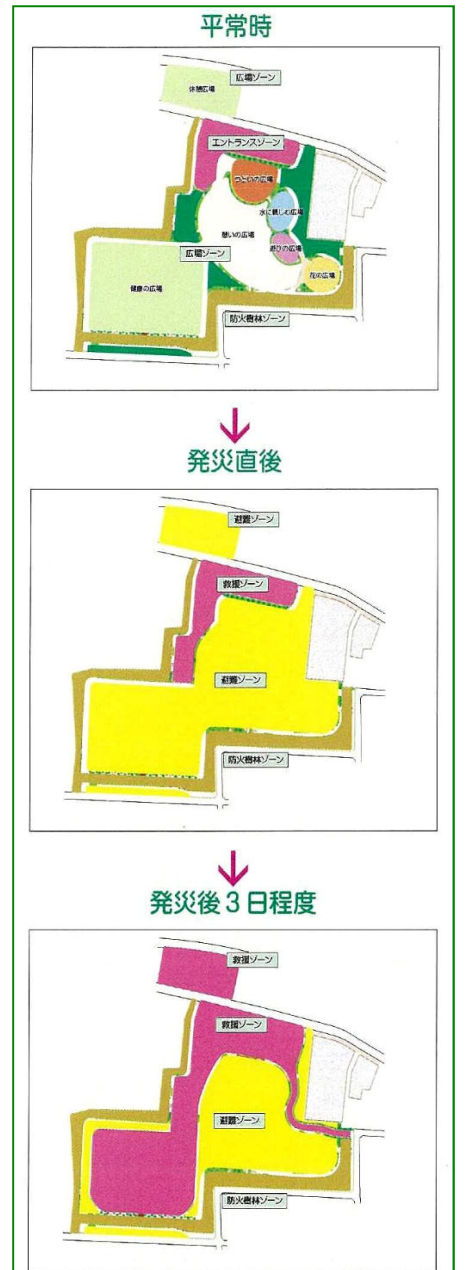 平常時
広場ゾーン
休憩広場
エントランスゾーン
つどいの広場
水に親しむ広場
憩いの広場
遊びの広場
広場ゾーン
花の広場
健康の広場
防火樹林ゾーン
発災直後
避難ゾーン
救援ゾーン
避難ゾーン
防火樹林ゾーン
発災後3日程度
救援ゾーン
救援ゾーン
避難ゾーン
防火樹林ゾーン